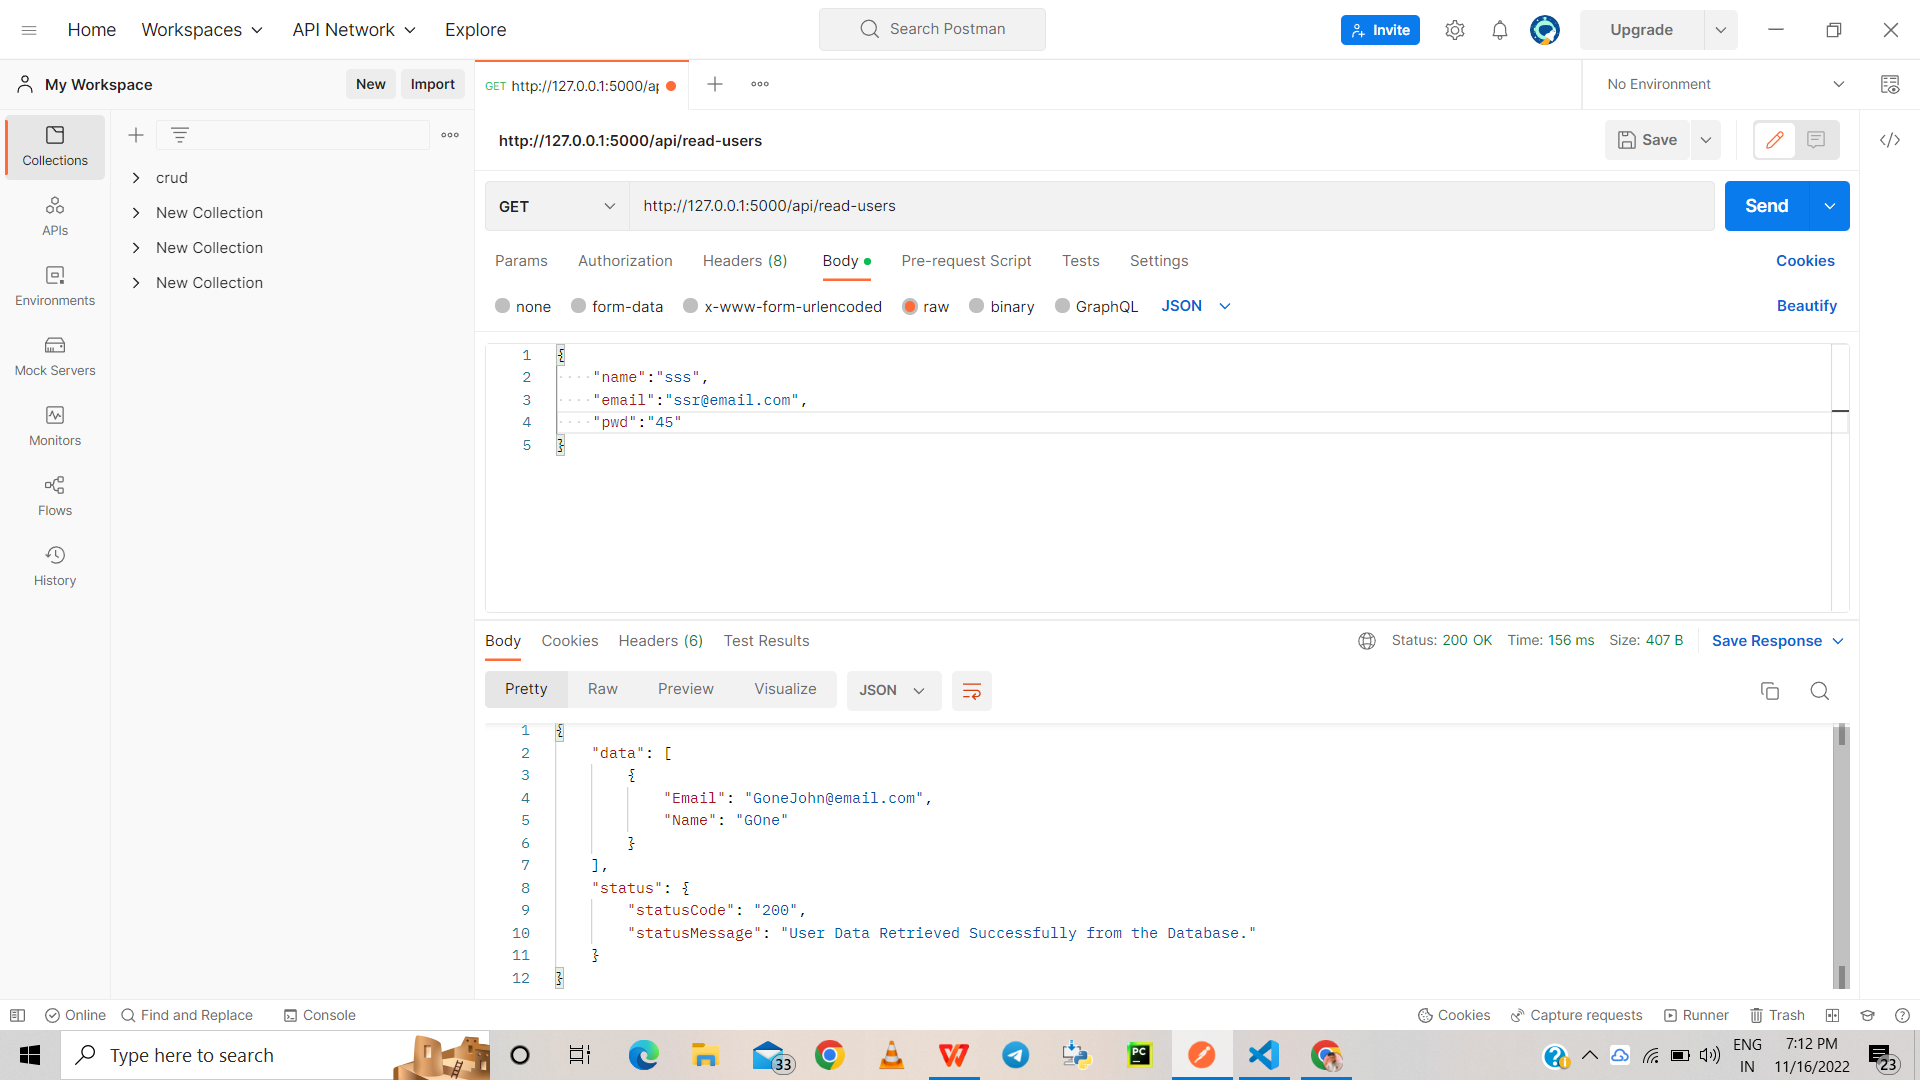 Home
Workspaces
API Network
Explore
Search Postman
Invite
Upgrade
My Workspace
New
Import
GET http://127.0.0.1:5000/ap
No Environment
Collections
APIs
Environments
Mock Servers
Monitors
Flows
History
crud
New Collection
New Collection
New Collection
http://127.0.0.1:5000/api/read-users
Save
GET
http://127.0.0.1:5000/api/read-users
Send
Params
Authorization
Headers (8)
Body
Pre-request Script
Tests
Settings
Cookies
none
form-data
x-www-form-urlencoded
raw
binary
GraphQL
JSON
Beautify
1 {
2 "name":"sss",
3 "email":"ssr@email.com",
4 "pwd":"45"
5 }
Body
Cookies
Headers (6)
Test Results
Status: 200 OK
Time: 156 ms
Size: 407 B
Save Response
Pretty
Raw
Preview
Visualize
JSON
1 {
2 "data": [
3 {
4 "Email": "GoneJohn@email.com",
5 "Name": "GOne"
6 }
7 ],
8 "status": {
9 "statusCode": "200",
10 "statusMessage": "User Data Retrieved Successfully from the Database."
11 }
12 }
Online
Find and Replace
Console
Cookies
Capture requests
Runner
Trash
Type here to search
33
PC
ENG
IN
7:12 PM
11/16/2022
23